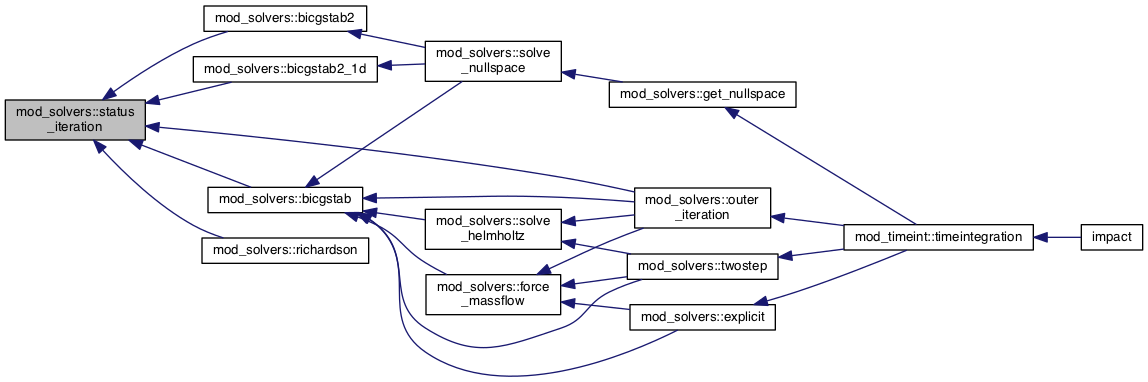 mod_solvers::bicgstab2
mod_solvers::solve
_nullspace
mod_solvers::bicgstab2_1d
mod_solvers::get_nullspace
mod_solvers::status
_iteration
mod_solvers::bicgstab
mod_solvers::outer
_iteration
mod_solvers::solve
_helmholtz
mod_timeint::timeintegration
impact
mod_solvers::richardson
mod_solvers::twostep
mod_solvers::force
_massflow
mod_solvers::explicit